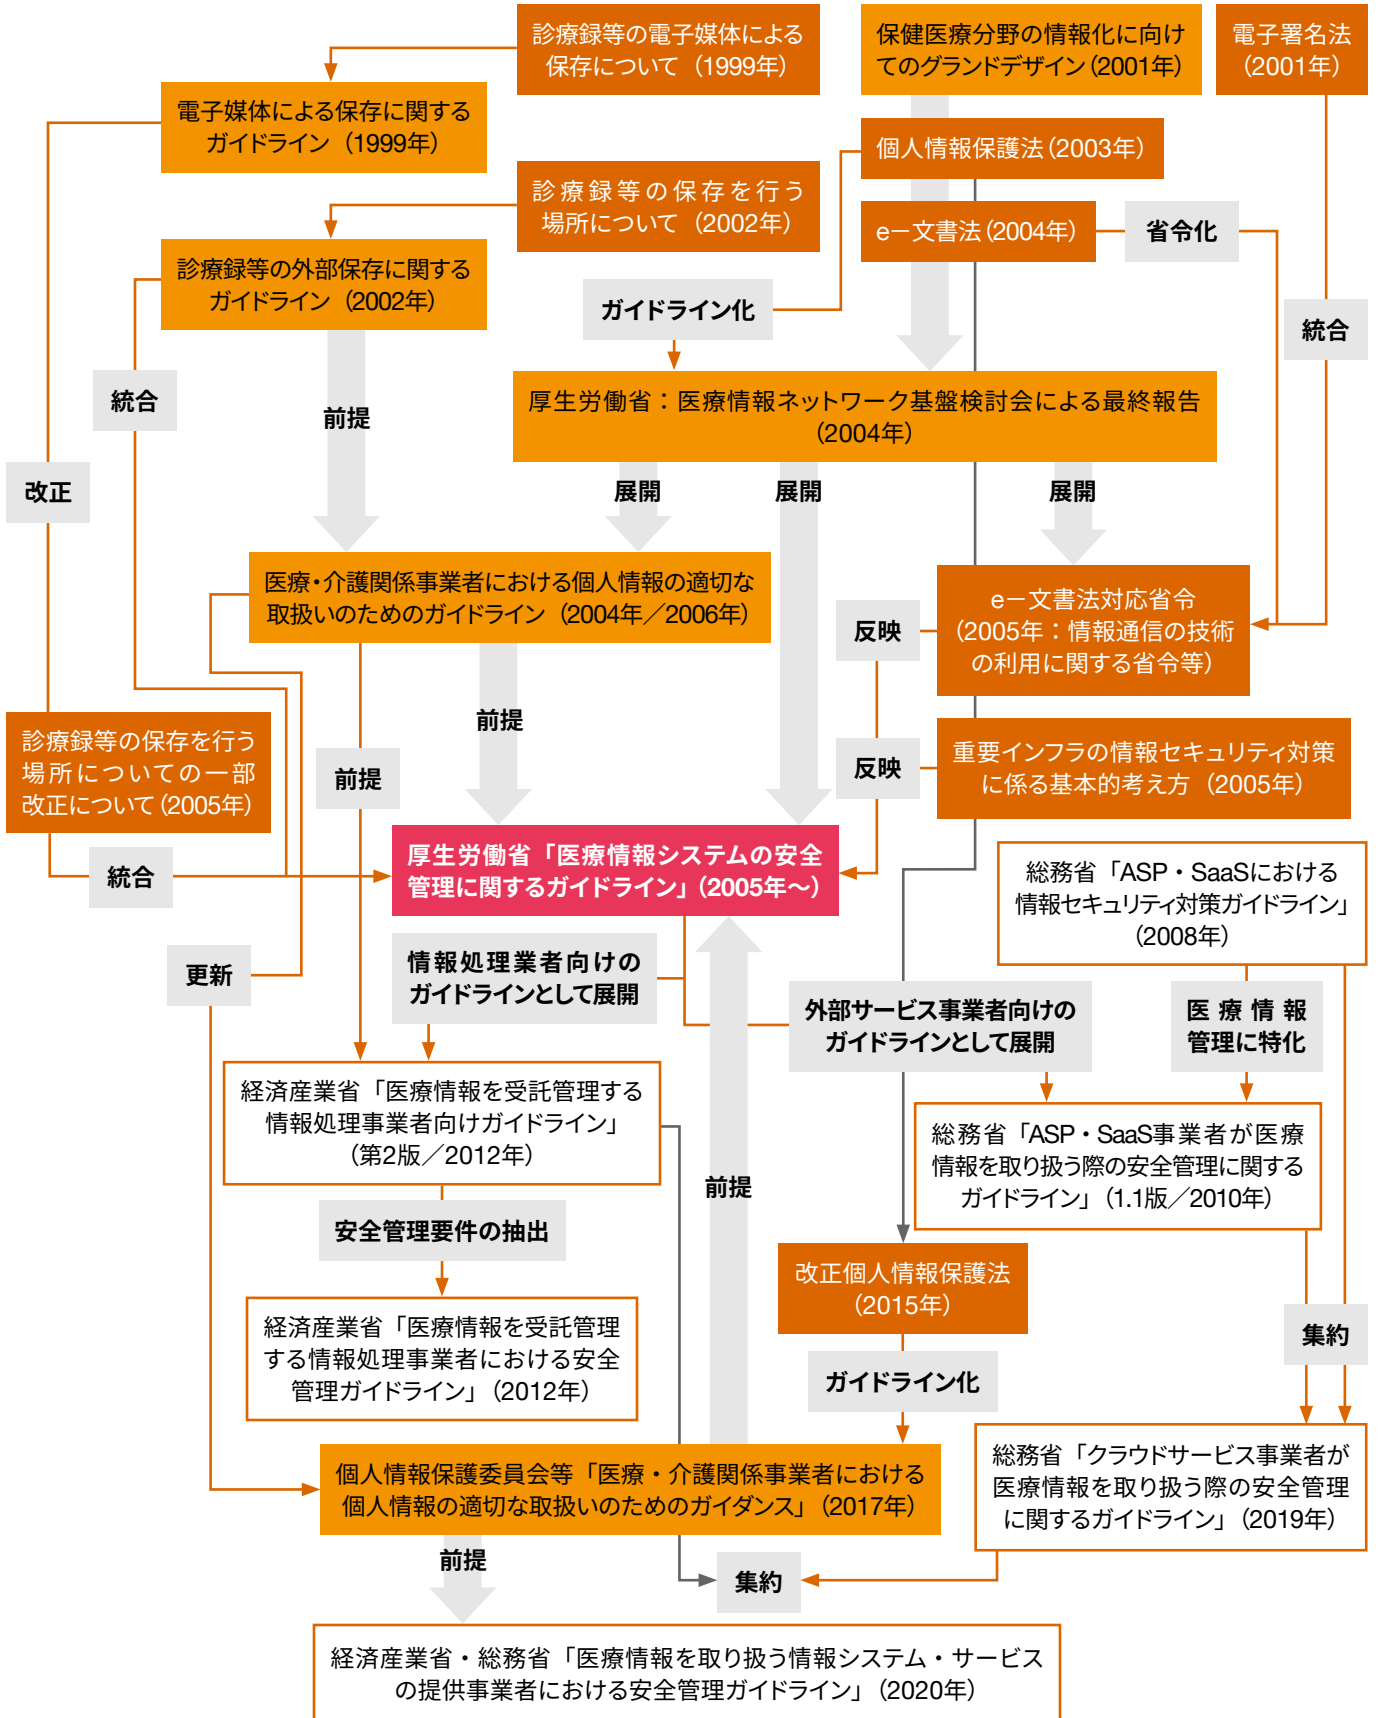 診療録等の電子媒体による
保存について（1999年）
保健医療分野の情報化に向け
てのグランドデザイン（2001年）
電子署名法
（2001年）
電子媒体による保存に関する
ガイドライン（1999年）
個人情報保護法（2003年）
診療録等の保存を行う
場所について（2002年）
e－文書法（2004年）
省令化
診療録等の外部保存に関する
ガイドライン（2002年）
ガイドライン化
統合
統合
前提
厚生労働省：医療情報ネットワーク基盤検討会による最終報告
（2004年）
改正
展開
展開
展開
医療・介護関係事業者における個人情報の適切な
取扱いのためのガイドライン（2004年／2006年）
e－文書法対応省令
（2005年：情報通信の技術
の利用に関する省令等）
反映
前提
診療録等の保存を行う
場所についての一部
改正について（2005年）
前提
反映
重要インフラの情報セキュリティ対策
に係る基本的考え方（2005年）
厚生労働省「医療情報システムの安全
管理に関するガイドライン」（2005年〜）
統合
総務省「ASP・SaaSにおける
情報セキュリティ対策ガイドライン」
（2008年）
更新
情報処理業者向けの
ガイドラインとして展開
外部サービス事業者向けの
ガイドラインとして展開
医療情報
管理に特化
経済産業省「医療情報を受託管理する
情報処理事業者向けガイドライン」
（第2版／2012年）
総務省「ASP・SaaS事業者が医療
情報を取り扱う際の安全管理に関する
ガイドライン」（1.1版／2010年）
前提
安全管理要件の抽出
改正個人情報保護法
（2015年）
経済産業省「医療情報を受託管理
する情報処理事業者における安全
管理ガイドライン」（2012年）
集約
ガイドライン化
個人情報保護委員会等「医療・介護関係事業者における
個人情報の適切な取扱いのためのガイダンス」（2017年）
総務省「クラウドサービス事業者が
医療情報を取り扱う際の安全管理
に関するガイドライン」（2019年）
前提
集約
経済産業省・総務省「医療情報を取り扱う情報システム・サービス
の提供事業者における安全管理ガイドライン」（2020年）